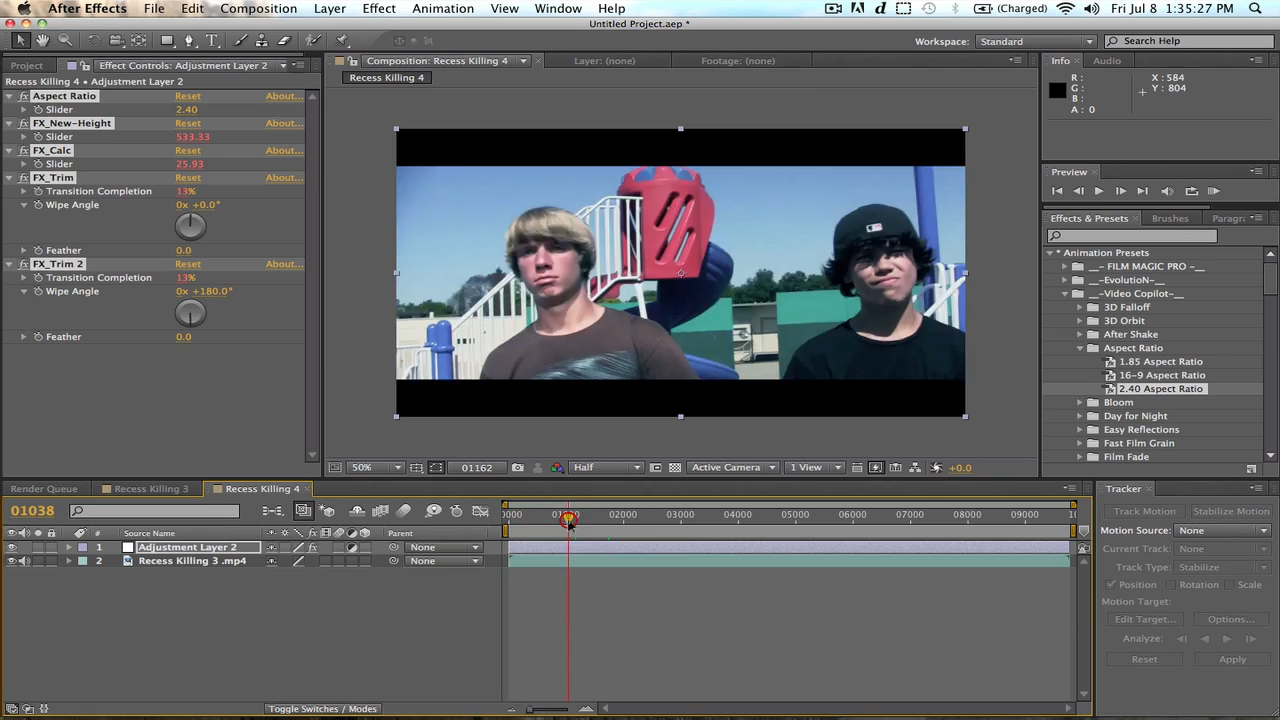 After Effects File Edit Composition Layer Effect Animation View Window Help (Charged) Fri Jul 8 1:35:27 PM
Untitled Project.aep *
Workspace: Standard Search Help
Project Effect Controls: Adjustment Layer 2
Recess Killing 4 • Adjustment Layer 2
Aspect Ratio Reset About...
Slider 2.40
FX_New-Height Reset About...
Slider 533.33
FX_Calc Reset About...
Slider 25.93
FX_Trim Reset About...
Transition Completion 13%
Wipe Angle 0x +0.0°
Feather 0.0
FX_Trim 2 Reset About...
Transition Completion 13%
Wipe Angle 0x +180.0°
Feather 0.0
Composition: Recess Killing 4 Layer: (none) Footage: (none)
Recess Killing 4
50% 01162 Half Active Camera 1 View +0.0
Info Audio
R: X: 584
G: Y: 804
B:
A: 0
Preview
Effects & Presets Brushes Paragr
* Animation Presets
__- FILM MAGIC PRO -__
__-EvolutioN-__
__-Video Copilot-__
3D Falloff
3D Orbit
After Shake
Aspect Ratio
1.85 Aspect Ratio
16-9 Aspect Ratio
2.40 Aspect Ratio
Bloom
Day for Night
Easy Reflections
Fast Film Grain
Film Fade
Render Queue Recess Killing 3 Recess Killing 4
01038
0000 02000 03000 04000 05000 06000 07000 08000 09000 10
# Source Name Parent
1 Adjustment Layer 2 None
2 Recess Killing 3 .mp4 None
Toggle Switches / Modes
Tracker
Track Motion Stabilize Motion
Motion Source: None
Current Track: None
Track Type: Stabilize
Position Rotation Scale
Motion Target:
Edit Target... Options...
Analyze:
Reset Apply